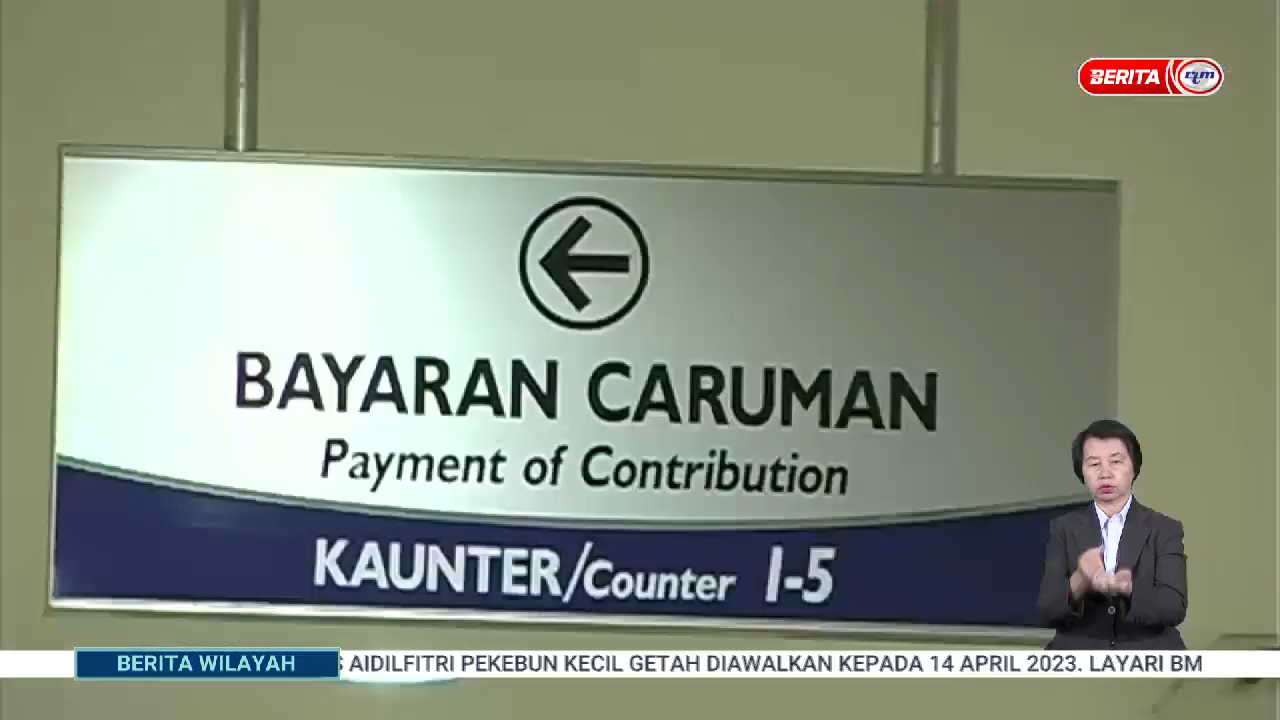 BERITA rtm
BAYARAN CARUMAN
Payment of Contribution
KAUNTER/Counter 1-5
BERITA WILAYAH
AIDILFITRI PEKEBUN KECIL GETAH DIAWALKAN KEPADA 14 APRIL 2023. LAYARI BM